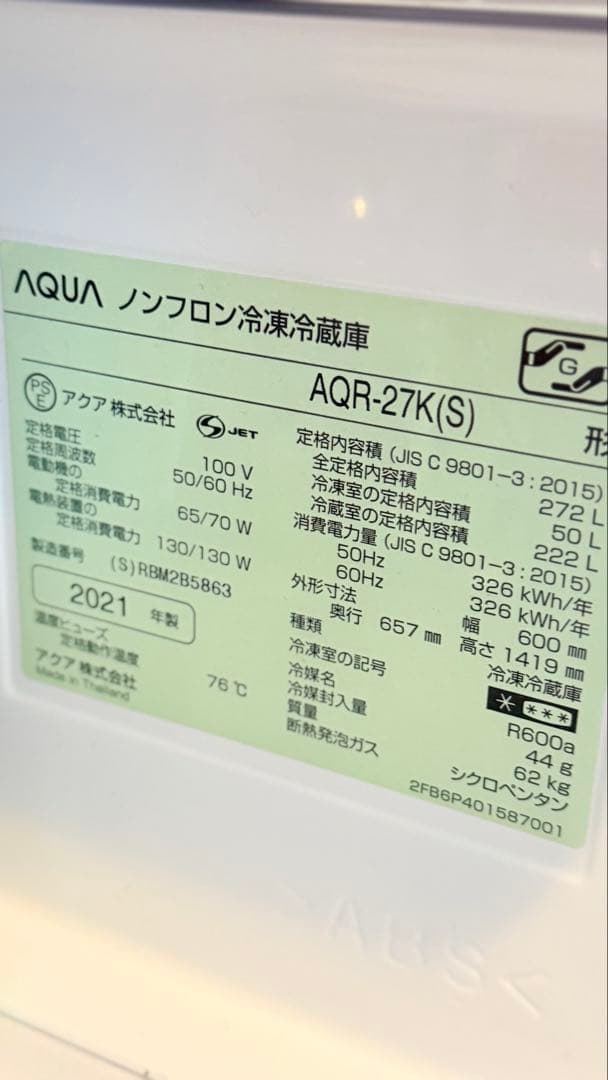 AQUA ノンフロン冷凍冷蔵庫
G
AQR-27K(S) 形
PS
E
アクア 株式会社 JET
定格電圧 100 V
定格周波数 50/60 Hz
電動機の
定格消費電力 65/70 W
電熱装置の
定格消費電力 130/130 W
製造番号 (S)RBM2B5863
2021 年製
温度ヒューズ
定格動作温度 76 ℃
アクア 株式会社
Made in Thailand
定格内容積 (JIS C 9801-3 : 2015)
全定格内容積 272 L
冷凍室の定格内容積 50 L
冷蔵室の定格内容積 222 L
消費電力量 (JIS C 9801-3 : 2015)
50Hz 326 kWh/年
60Hz 326 kWh/年
外形寸法 幅 600 mm
奥行 657 mm 高さ 1419 mm
種類 冷凍冷蔵庫
冷凍室の記号 * ***
冷媒名 R600a
冷媒封入量 44 g
質量 62 kg
断熱発泡ガス シクロペンタン
2FB6P401587001
>ABS<